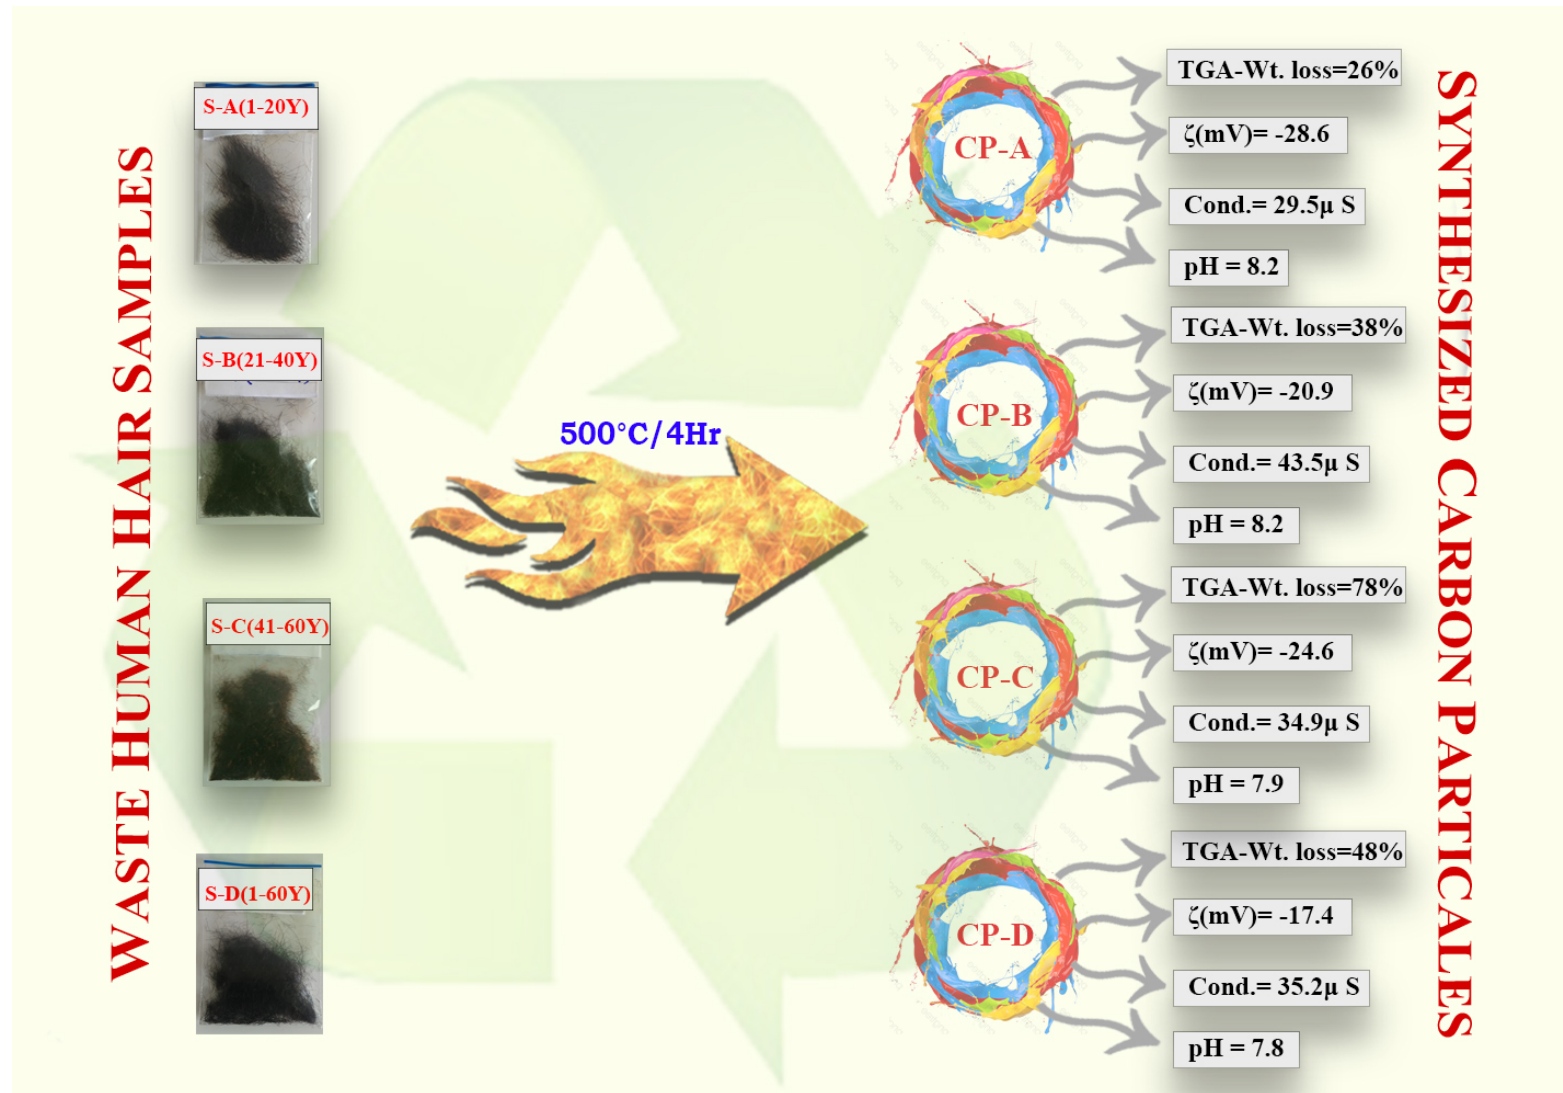 WASTE HUMAN HAIR SAMPLES
S-A(1-20Y)
S-B(21-40Y)
S-C(41-60Y)
S-D(1-60Y)
500°C/4Hr
CP-A
TGA-Wt. loss=26%
ζ(mV)= -28.6
Cond.= 29.5µ S
pH = 8.2
CP-B
TGA-Wt. loss=38%
ζ(mV)= -20.9
Cond.= 43.5µ S
pH = 8.2
CP-C
TGA-Wt. loss=78%
ζ(mV)= -24.6
Cond.= 34.9µ S
pH = 7.9
CP-D
TGA-Wt. loss=48%
ζ(mV)= -17.4
Cond.= 35.2µ S
pH = 7.8
SYNTHESIZED CARBON PARTICALES